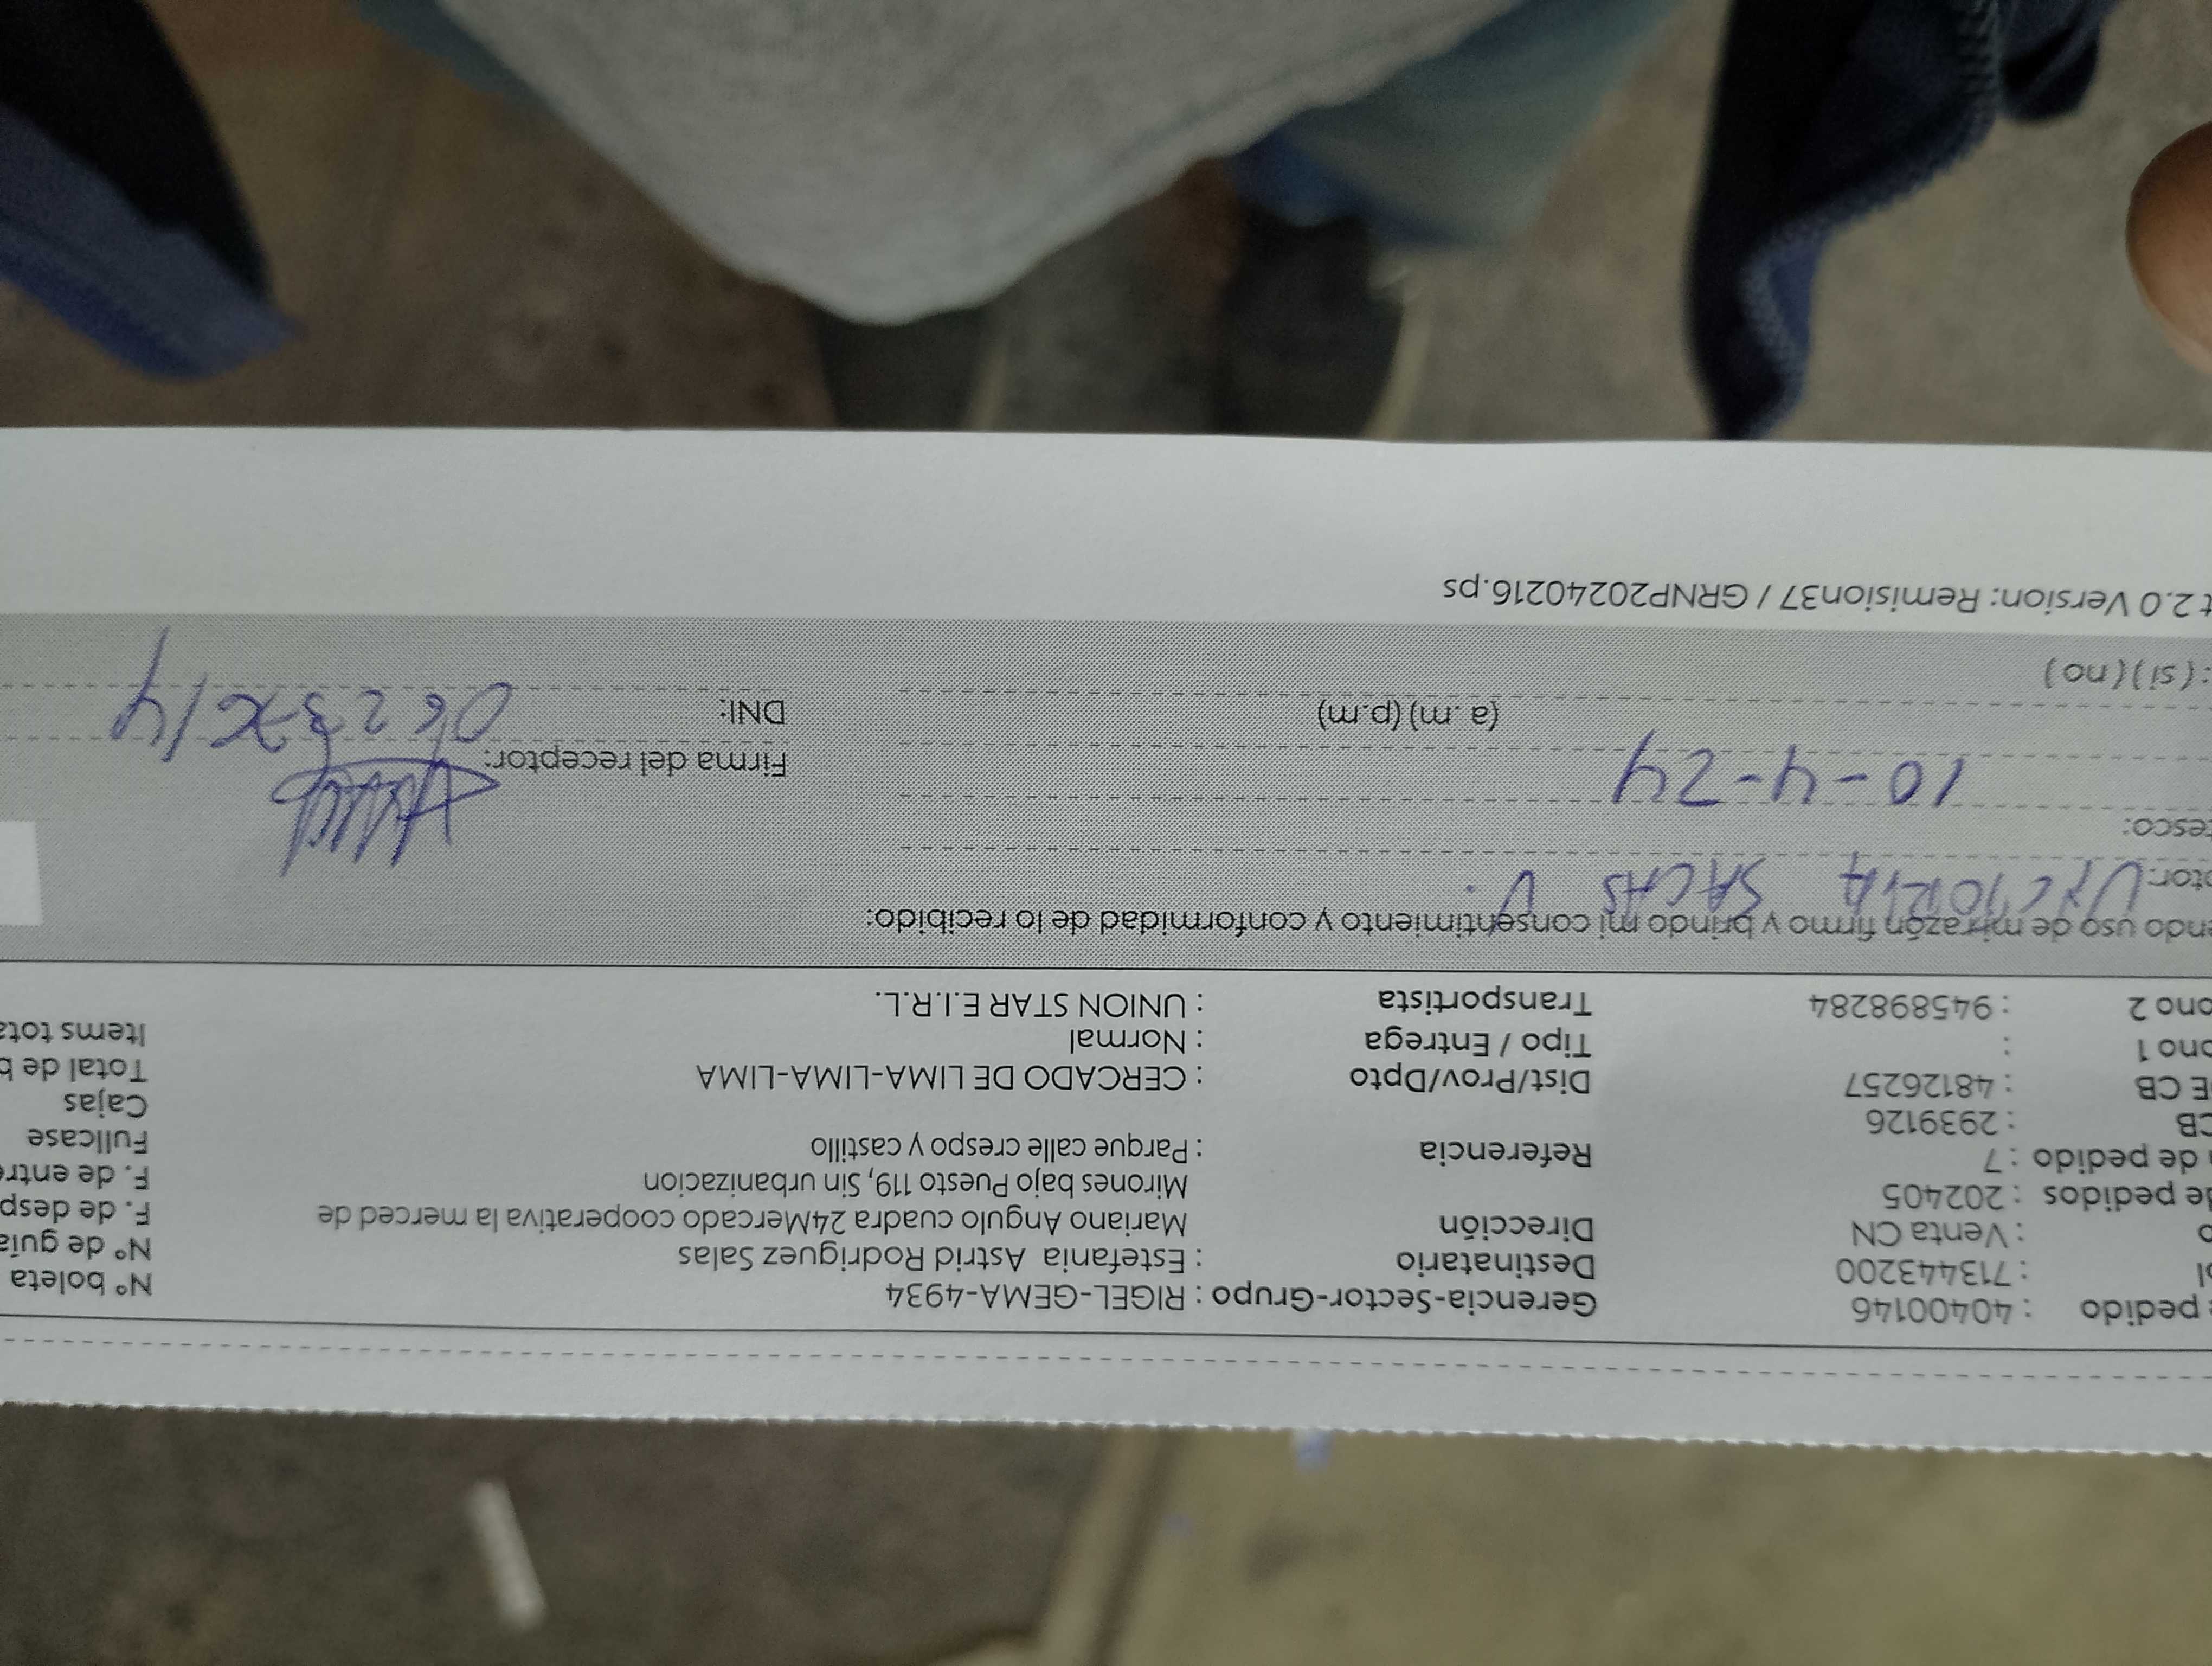 pedido : 40400146 Gerencia-Sector-Grupo : RIGEL-GEMA-4934 N° boleta
: 713443200 Destinatario : Estefania Astrid Rodriguez Salas N° de guía
: Venta CN Dirección Mariano Angulo cuadra 24Mercado cooperativa la merced de F. de desp
de pedidos : 202405 Mirones bajo Puesto 119, Sin urbanizacion F. de entre
de pedido : 7 Referencia : Parque calle crespo y castillo Fullcase
CB : 2939126 Cajas
E CB : 48126257 Dist/Prov/Dpto : CERCADO DE LIMA-LIMA-LIMA Total de b
ono 1 : Tipo / Entrega : Normal Items tota
ono 2 : 945898284 Transportista : UNION STAR E.I.R.L.
endo uso de mi razón firmo y brindo mi consentimiento y conformidad de lo recibido:
ptor: VICTORIA SACAS V.
tesco:
10-4-24 Firma del receptor:
(a .m) (p.m) DNI:
: (si) (no)
t 2.0 Version: Remision37 / GRNP20240216.ps